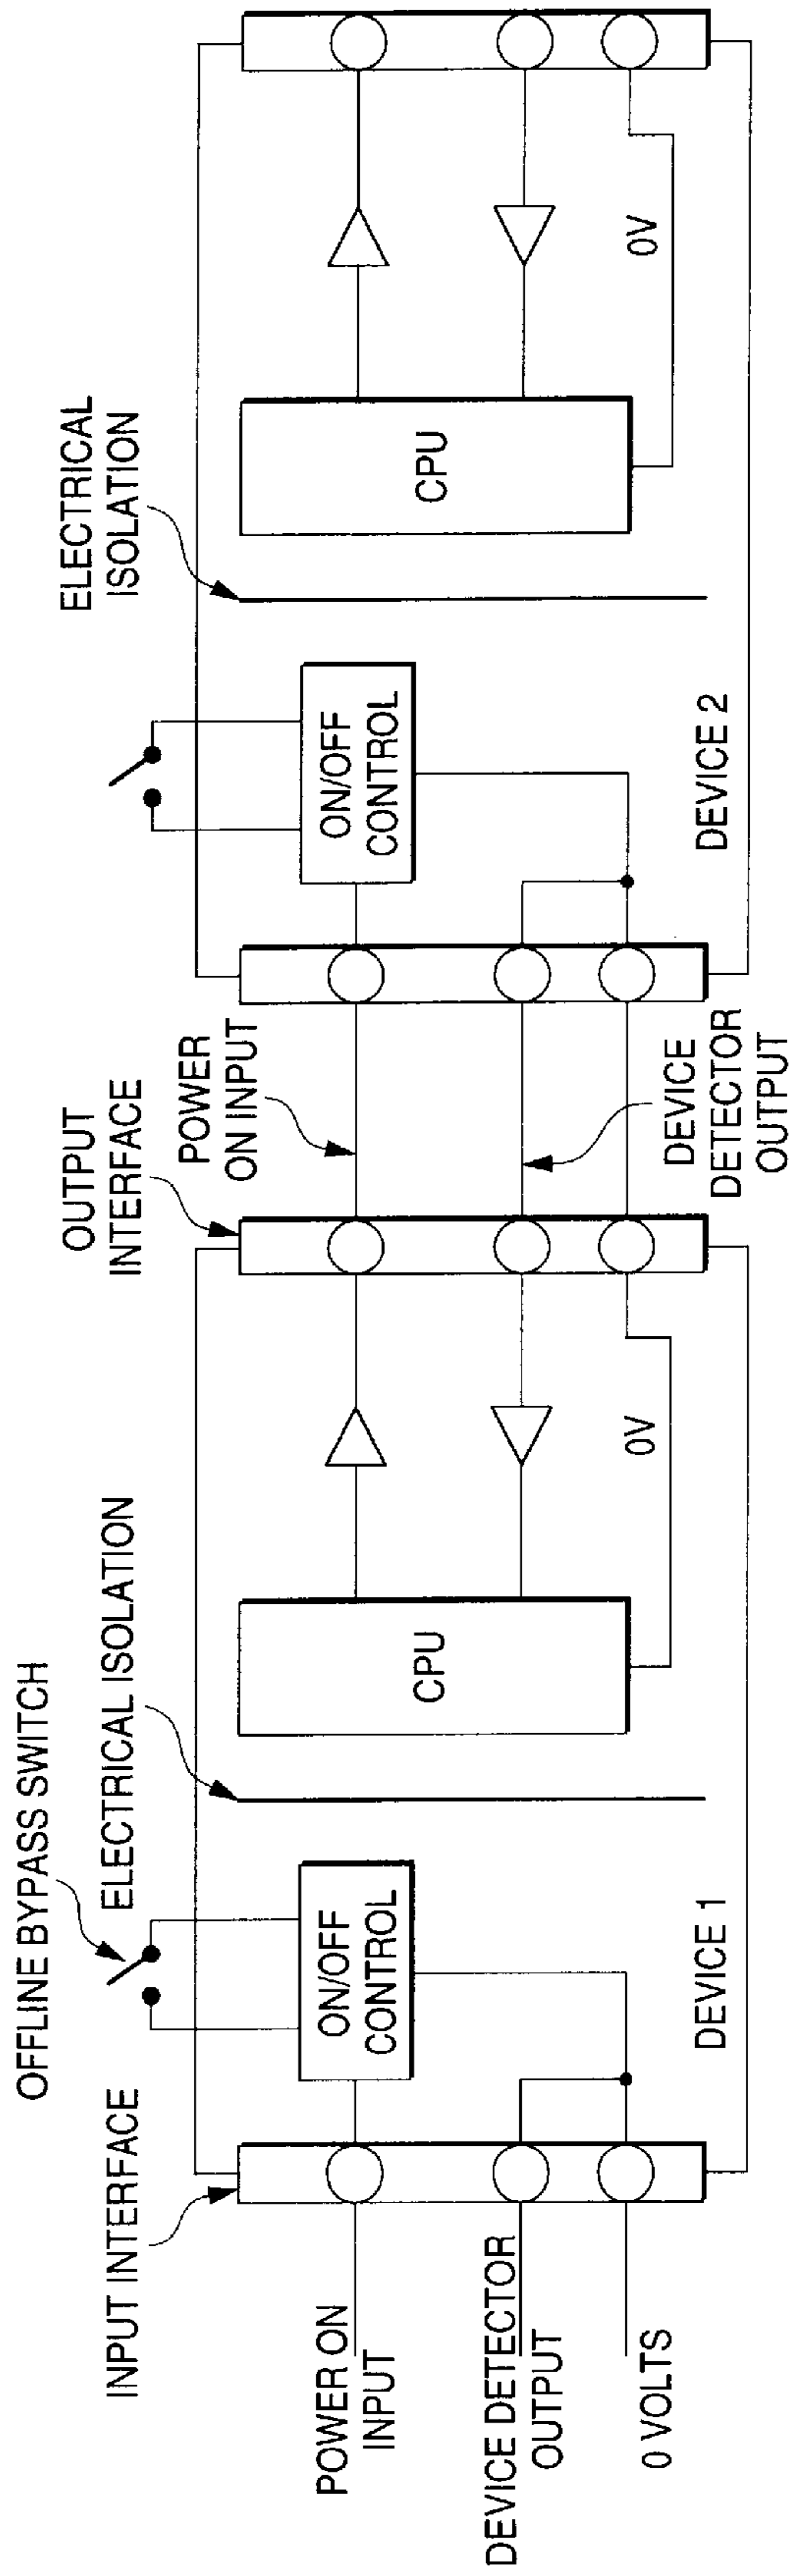 OFFLINE BYPASS SWITCH
INPUT INTERFACE
ELECTRICAL ISOLATION
OUTPUT
INTERFACE
POWER
ON INPUT
ELECTRICAL
ISOLATION
ON/OFF
CONTROL
CPU
ON/OFF
CONTROL
CPU
POWER ON
INPUT
DEVICE DETECTOR
OUTPUT
0 VOLTS
0V
DEVICE
DETECTOR
OUTPUT
0V
DEVICE 1
DEVICE 2